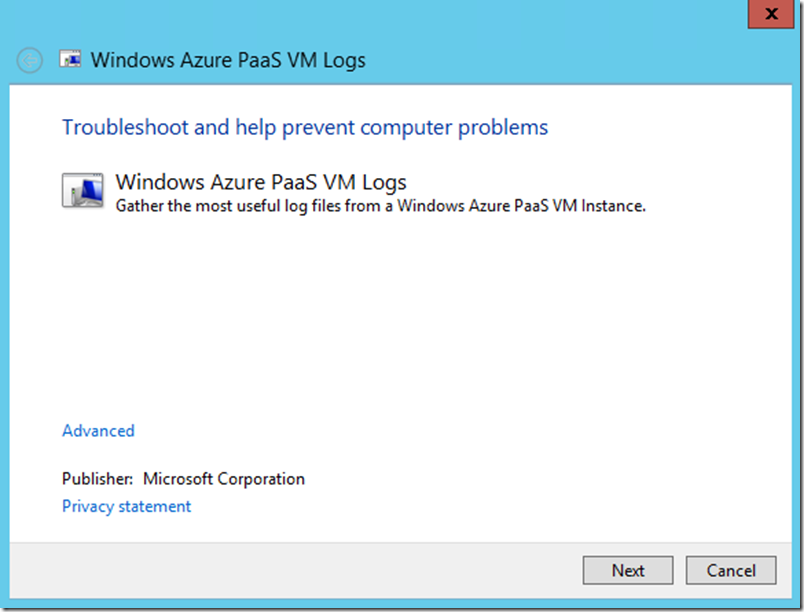 x
Windows Azure PaaS VM Logs
Troubleshoot and help prevent computer problems
Windows Azure PaaS VM Logs
Gather the most useful log files from a Windows Azure PaaS VM Instance.
Advanced
Publisher: Microsoft Corporation
Privacy statement
Next Cancel